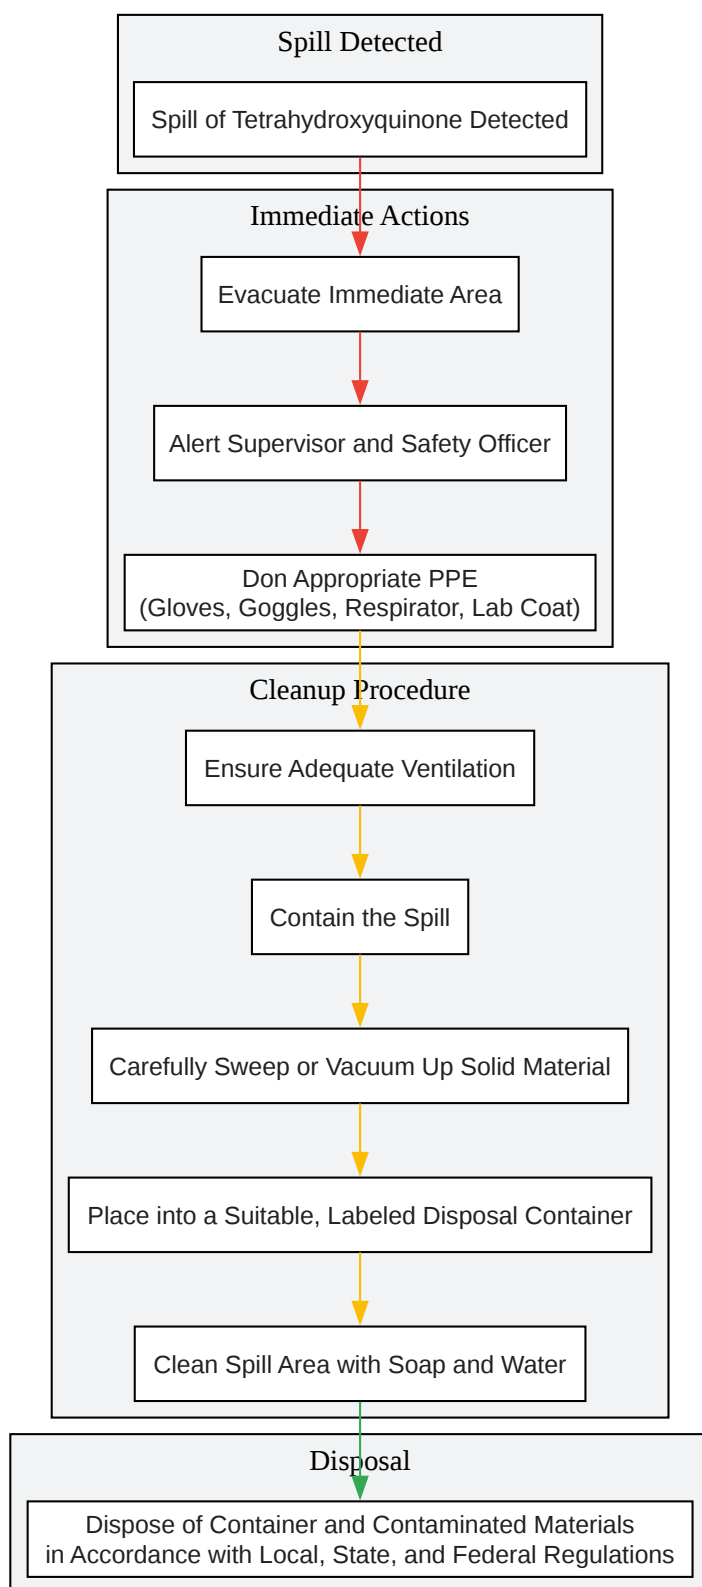 Spill Detected
Spill of Tetrahydroxyquinone Detected
Immediate Actions
Evacuate Immediate Area
Alert Supervisor and Safety Officer
Don Appropriate PPE
(Gloves, Goggles, Respirator, Lab Coat)
Cleanup Procedure
Ensure Adequate Ventilation
Contain the Spill
Carefully Sweep or Vacuum Up Solid Material
Place into a Suitable, Labeled Disposal Container
Clean Spill Area with Soap and Water
Disposal
Dispose of Container and Contaminated Materials
in Accordance with Local, State, and Federal Regulations